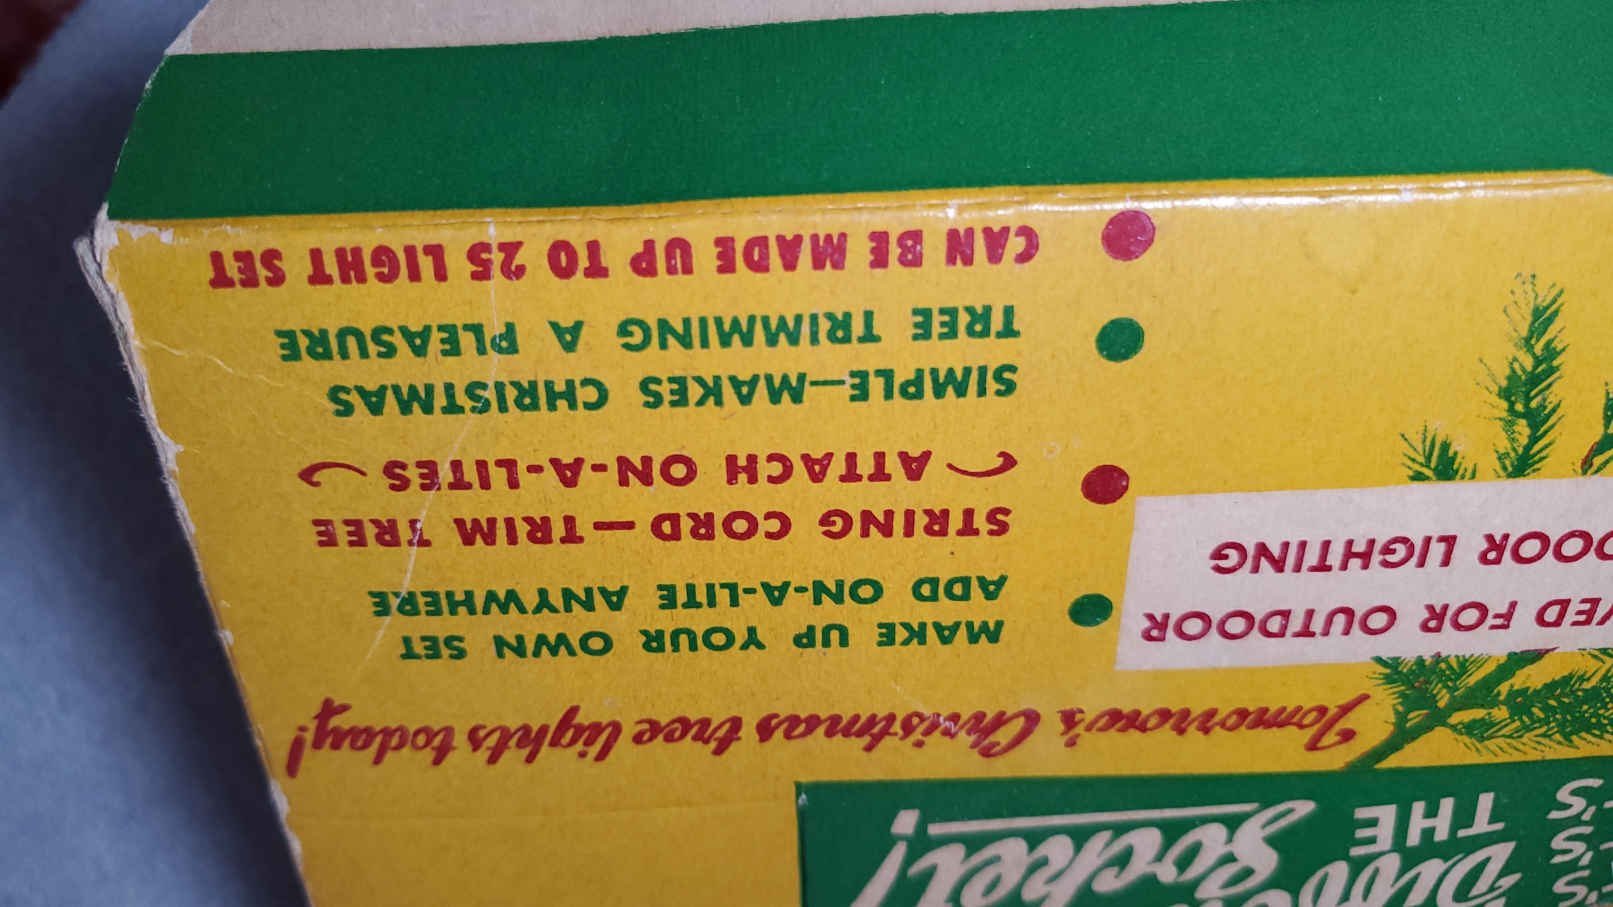 THE
Socket!
Tomorrow's Christmas tree lights today!
FOR OUTDOOR
LIGHTING
MAKE UP YOUR OWN SET
ADD ON-A-LITE ANYWHERE
STRING CORD — TRIM TREE
ATTACH ON-A-LITES
SIMPLE—MAKES CHRISTMAS
TREE TRIMMING A PLEASURE
CAN BE MADE UP TO 25 LIGHT SET